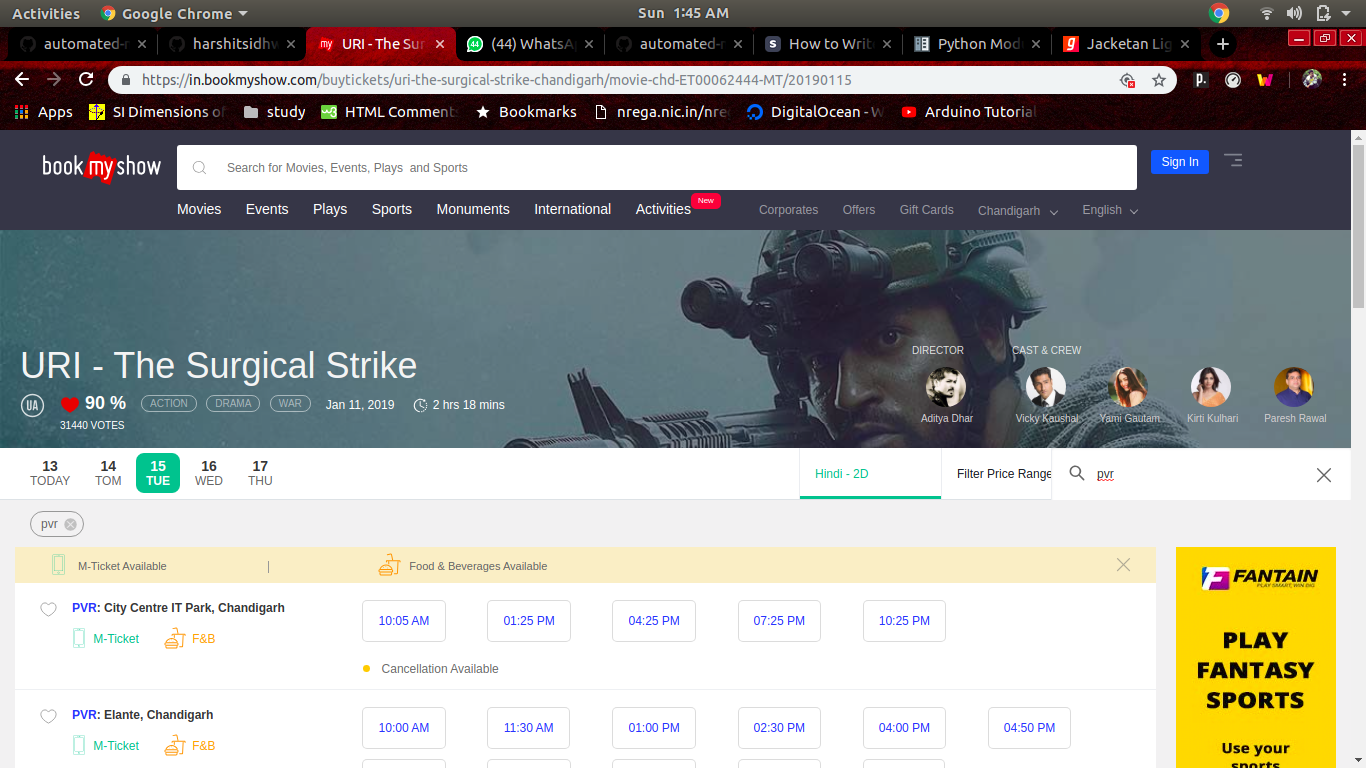 Activities Google Chrome Sun 1:45 AM
automated-r harshitsidhw URI - The Sur (44) WhatsA automated-r How to Write Python Mod Jacketan Lig
https://in.bookmyshow.com/buytickets/uri-the-surgical-strike-chandigarh/movie-chd-ET00062444-MT/20190115
Apps SI Dimensions of study HTML Comment Bookmarks nrega.nic.in/nre DigitalOcean - W Arduino Tutorial
bookmyshow Search for Movies, Events, Plays and Sports Sign In
Movies Events Plays Sports Monuments International Activities New Corporates Offers Gift Cards Chandigarh English
DIRECTOR CAST & CREW
URI - The Surgical Strike
UA 90 % ACTION DRAMA WAR Jan 11, 2019 2 hrs 18 mins
31440 VOTES
Aditya Dhar Vicky Kaushal Yami Gautam Kirti Kulhari Paresh Rawal
13 14 15 16 17
TODAY TOM TUE WED THU
Hindi - 2D Filter Price Range pvr
pvr
M-Ticket Available | Food & Beverages Available
PVR: City Centre IT Park, Chandigarh 10:05 AM 01:25 PM 04:25 PM 07:25 PM 10:25 PM
M-Ticket F&B
Cancellation Available
PVR: Elante, Chandigarh 10:00 AM 11:30 AM 01:00 PM 02:30 PM 04:00 PM 04:50 PM
M-Ticket F&B
FANTAIN
PLAY SMART, WIN BIG
PLAY
FANTASY
SPORTS
Use your
sports